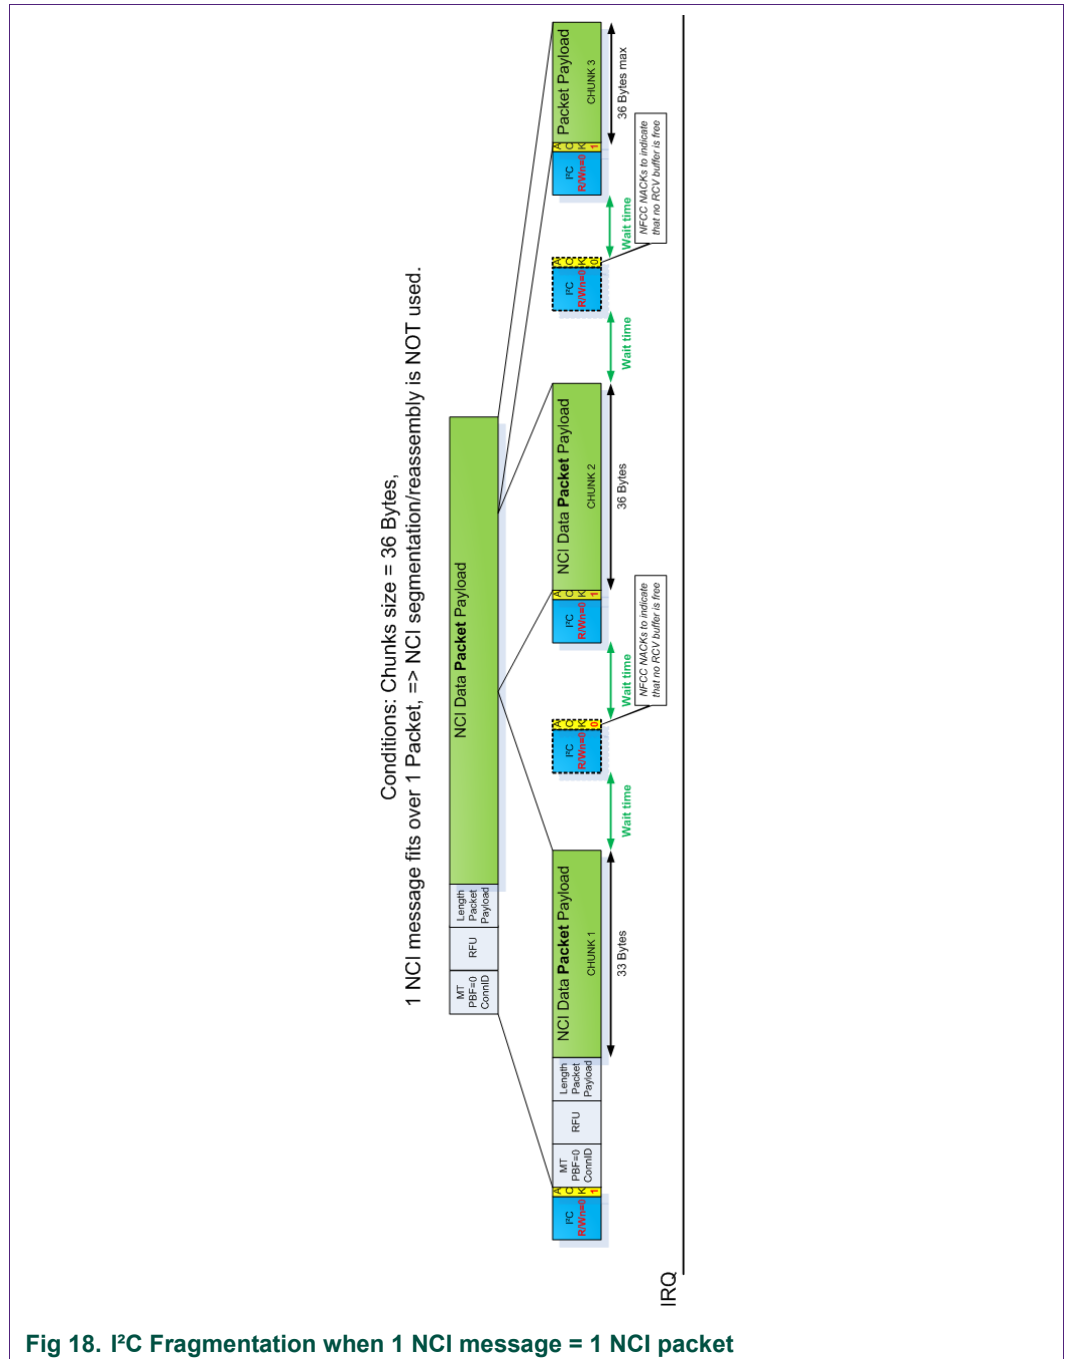 Conditions: Chunks size = 36 Bytes,
1 NCI message fits over 1 Packet, => NCI segmentation/reassembly is NOT used.
MT
PBF=0
ConnID
RFU
Length
Packet
Payload
NCI Data Packet Payload
I²C
R/Wn=0
A
C
K
1
MT
PBF=0
ConnID
RFU
Length
Packet
Payload
NCI Data Packet Payload
CHUNK 1
33 Bytes
Wait time
I²C
R/Wn=0
A
C
K
0
NFCC NACKs to indicate
that no RCV buffer is free
Wait time
I²C
R/Wn=0
A
C
K
1
NCI Data Packet Payload
CHUNK 2
36 Bytes
Wait time
I²C
R/Wn=0
A
C
K
0
NFCC NACKs to indicate
that no RCV buffer is free
Wait time
I²C
R/Wn=0
A
C
K
1
Packet Payload
CHUNK 3
36 Bytes max
IRQ
Fig 18. I²C Fragmentation when 1 NCI message = 1 NCI packet